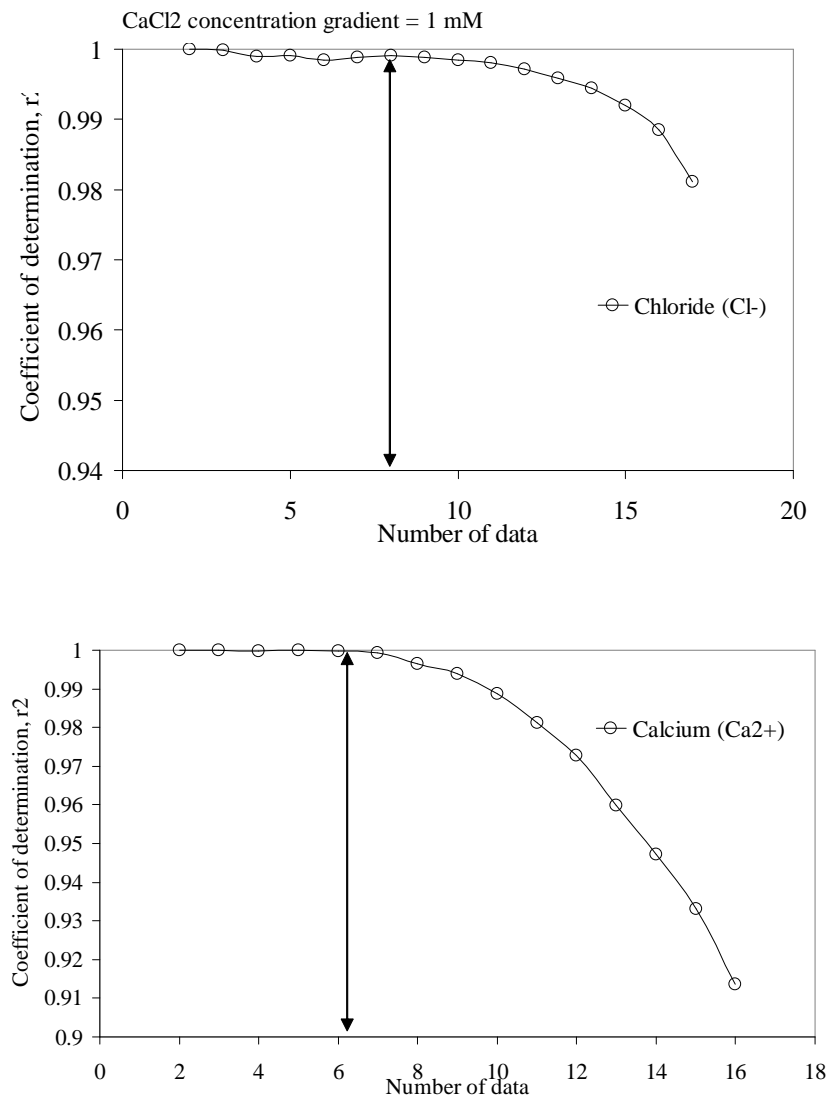 CaCl2 concentration gradient = 1 mM
1
0.99
0.98
0.97
0.96
0.95
0.94
Coefficient of determination, r
Chloride (Cl-)
0 5 10 15 20
Number of data
1
0.99
0.98
0.97
0.96
0.95
0.94
0.93
0.92
0.91
0.9
Coefficient of determination, r2
Calcium (Ca2+)
0 2 4 6 8 10 12 14 16 18
Number of data